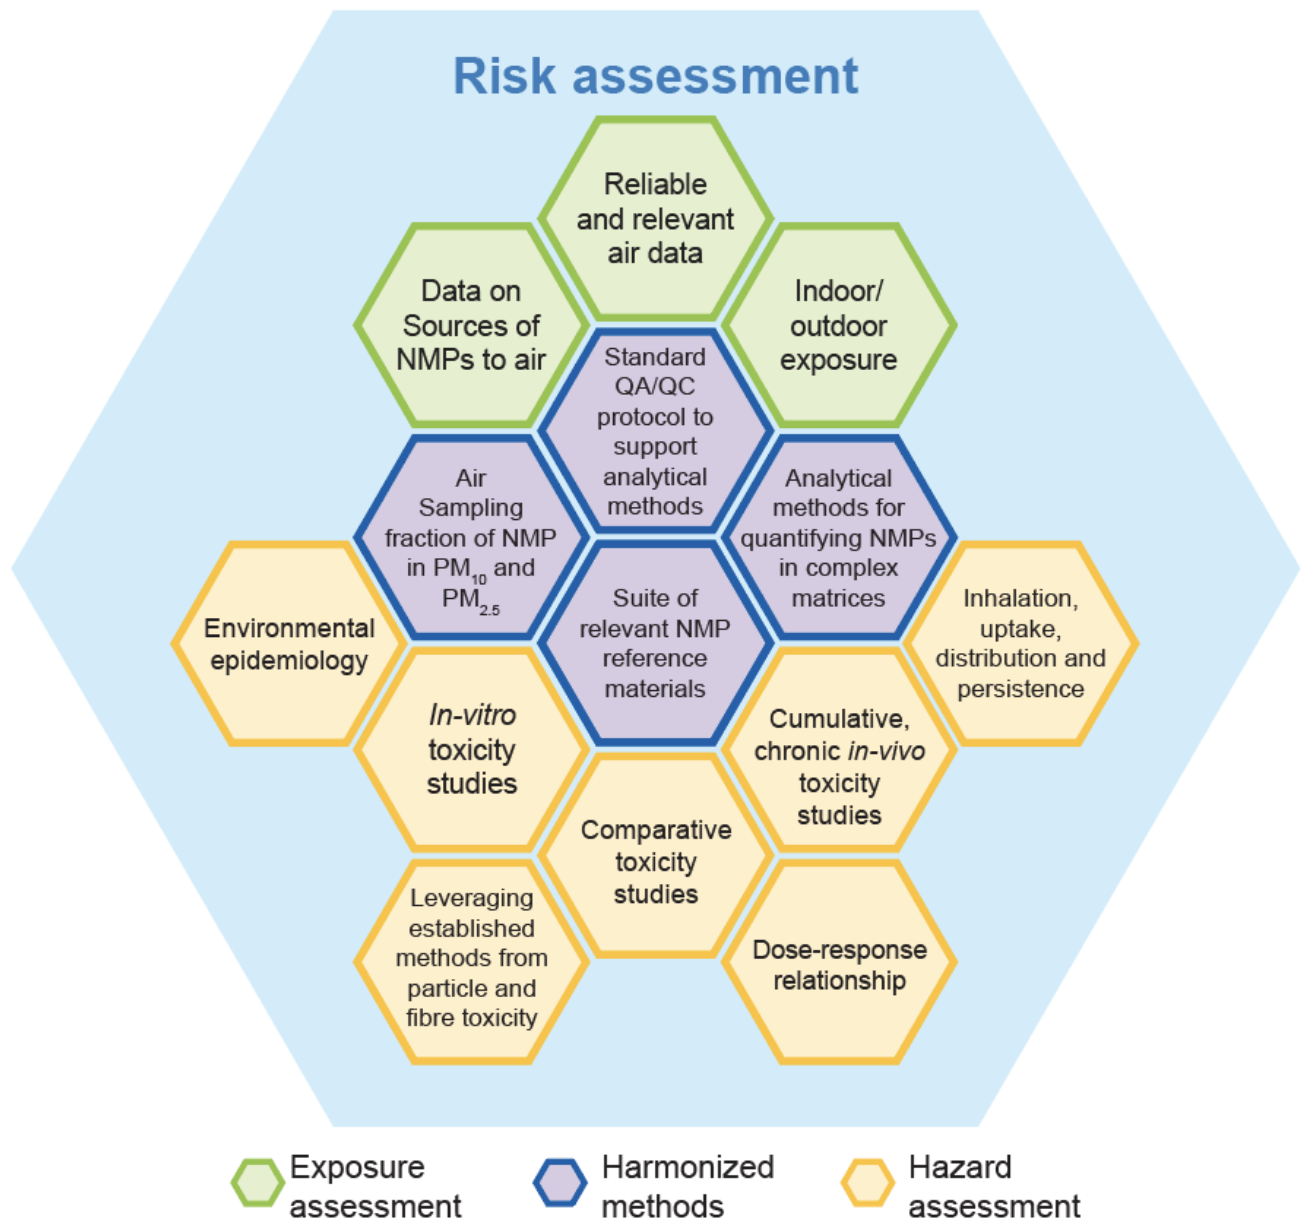 Risk assessment
Reliable
and relevant
air data
Data on
Sources of
NMPs to air
Indoor/
outdoor
exposure
Standard
QA/QC
protocol to
support
analytical
methods
Air
Sampling
fraction of NMP
in PM10 and
PM2.5
Analytical
methods for
quantifying NMPs
in complex
matrices
Suite of
relevant NMP
reference
materials
Environmental
epidemiology
Inhalation,
uptake,
distribution and
persistence
In-vitro
toxicity
studies
Cumulative,
chronic in-vivo
toxicity
studies
Comparative
toxicity
studies
Leveraging
established
methods from
particle and
fibre toxicity
Dose-response
relationship
Exposure
assessment
Harmonized
methods
Hazard
assessment